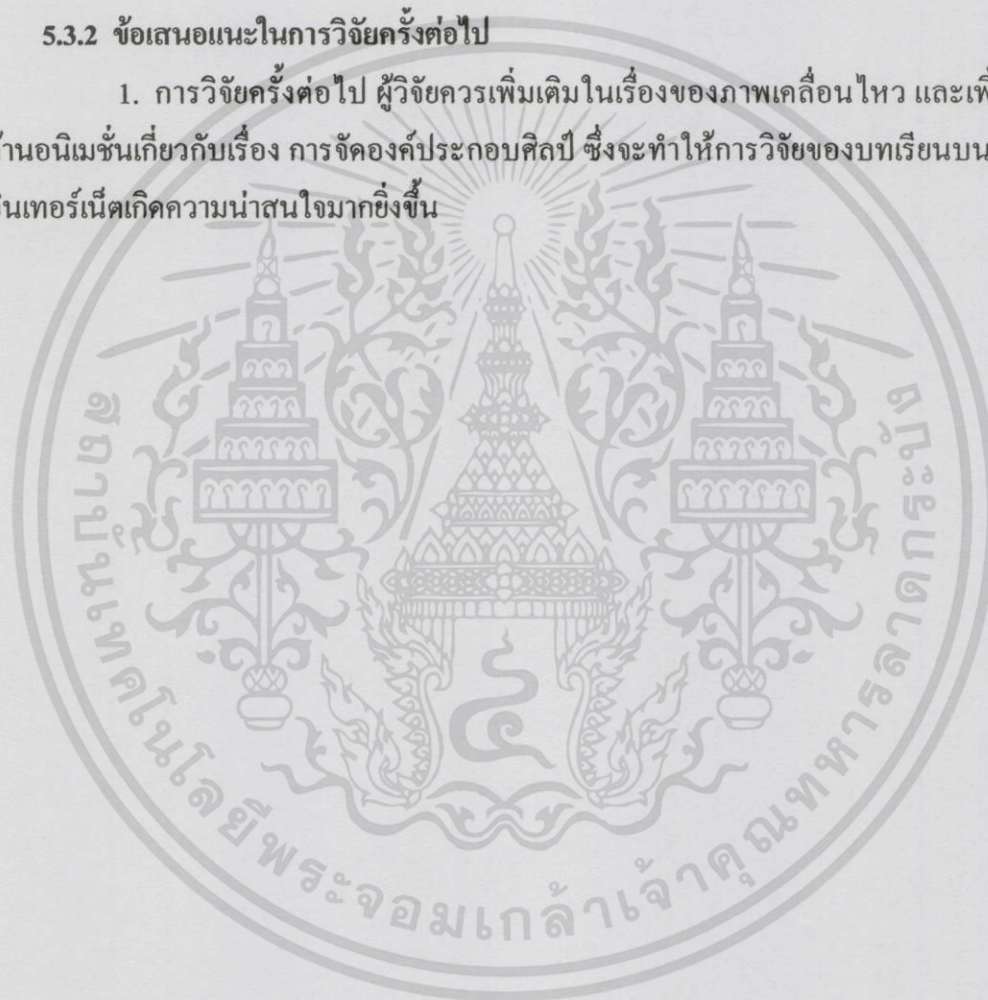 5.3.2 ข้อเสนอแนะในการวิจัยครั้งต่อไป
1. การวิจัยครั้งต่อไป ผู้วิจัยควรเพิ่มเติมในเรื่องของภาพเคลื่อนไหว และ
เกี่ยวกับเรื่อง การจัดองค์ประกอบศิลป์ ซึ่งจะทำให้การวิจัยของบทเรียนบน
เกิดความน่าสนใจมากยิ่งขึ้น
สถาบันเทคโนโลยีพระจอมเกล้าเจ้าคุณทหารลาดกระบัง